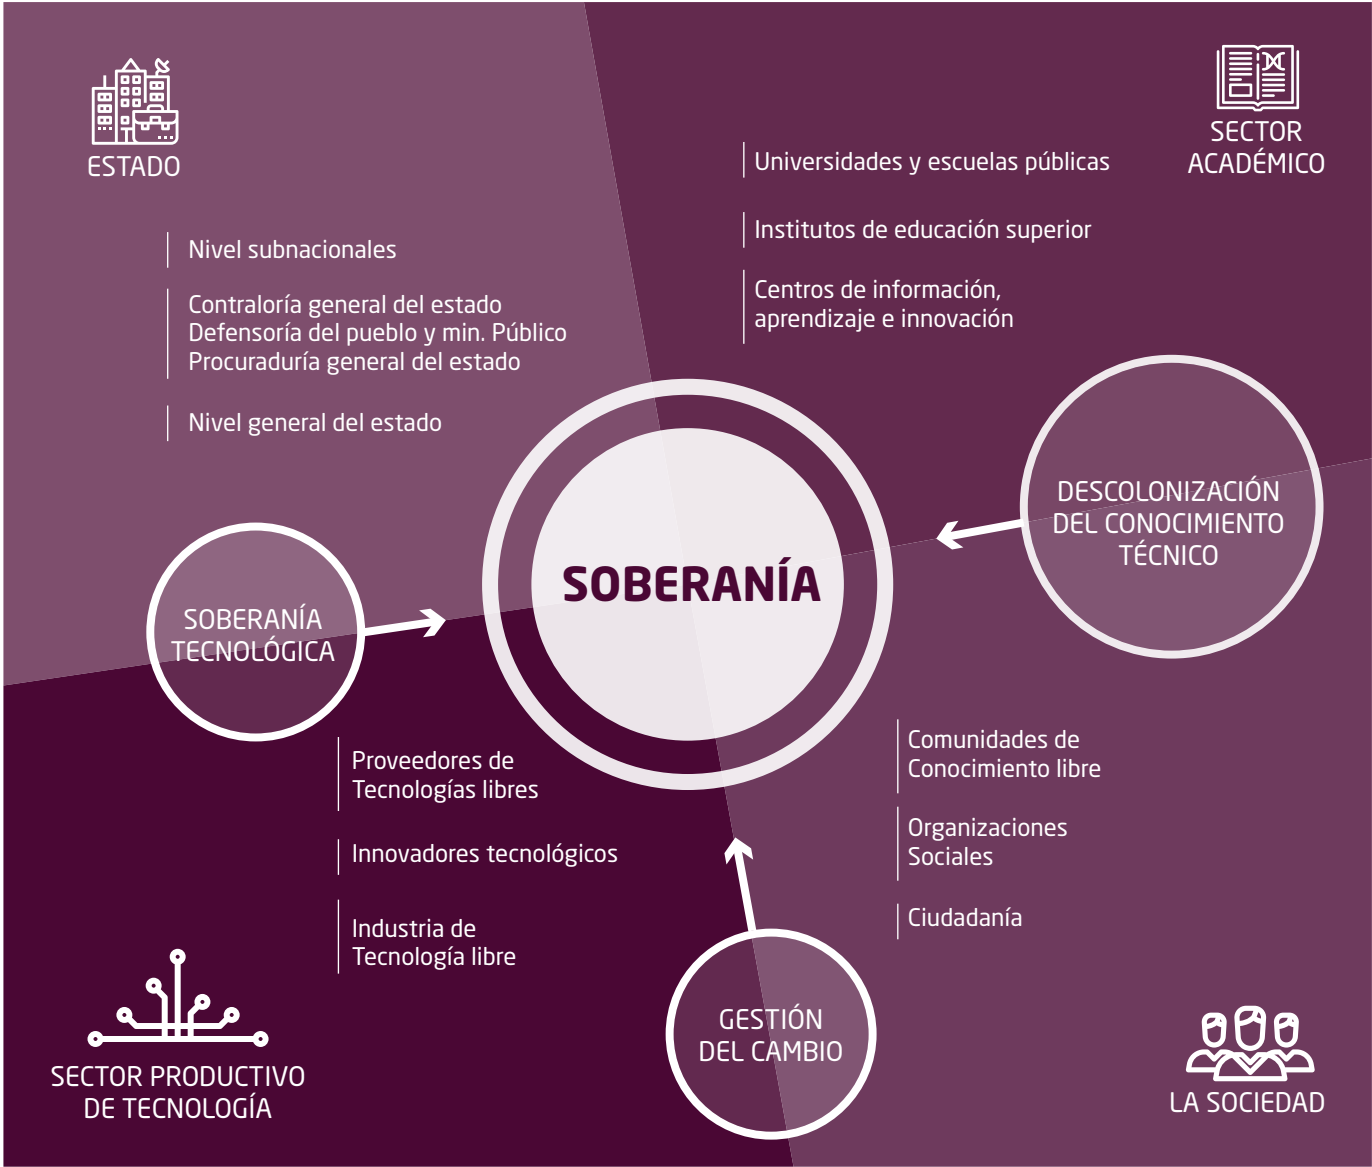 ESTADO
Nivel subnacionales
Contraloría general del estado
Defensoría del pueblo y min. Público
Procuraduría general del estado
Nivel general del estado
SECTOR
ACADÉMICO
Universidades y escuelas públicas
Institutos de educación superior
Centros de información,
aprendizaje e innovación
SOBERANÍA
TECNOLÓGICA
SOBERANÍA
DESCOLONIZACIÓN
DEL CONOCIMIENTO
TÉCNICO
Proveedores de
Tecnologías libres
Innovadores tecnológicos
Industria de
Tecnología libre
SECTOR PRODUCTIVO
DE TECNOLOGÍA
GESTIÓN
DEL CAMBIO
Comunidades de
Conocimiento libre
Organizaciones
Sociales
Ciudadanía
LA SOCIEDAD